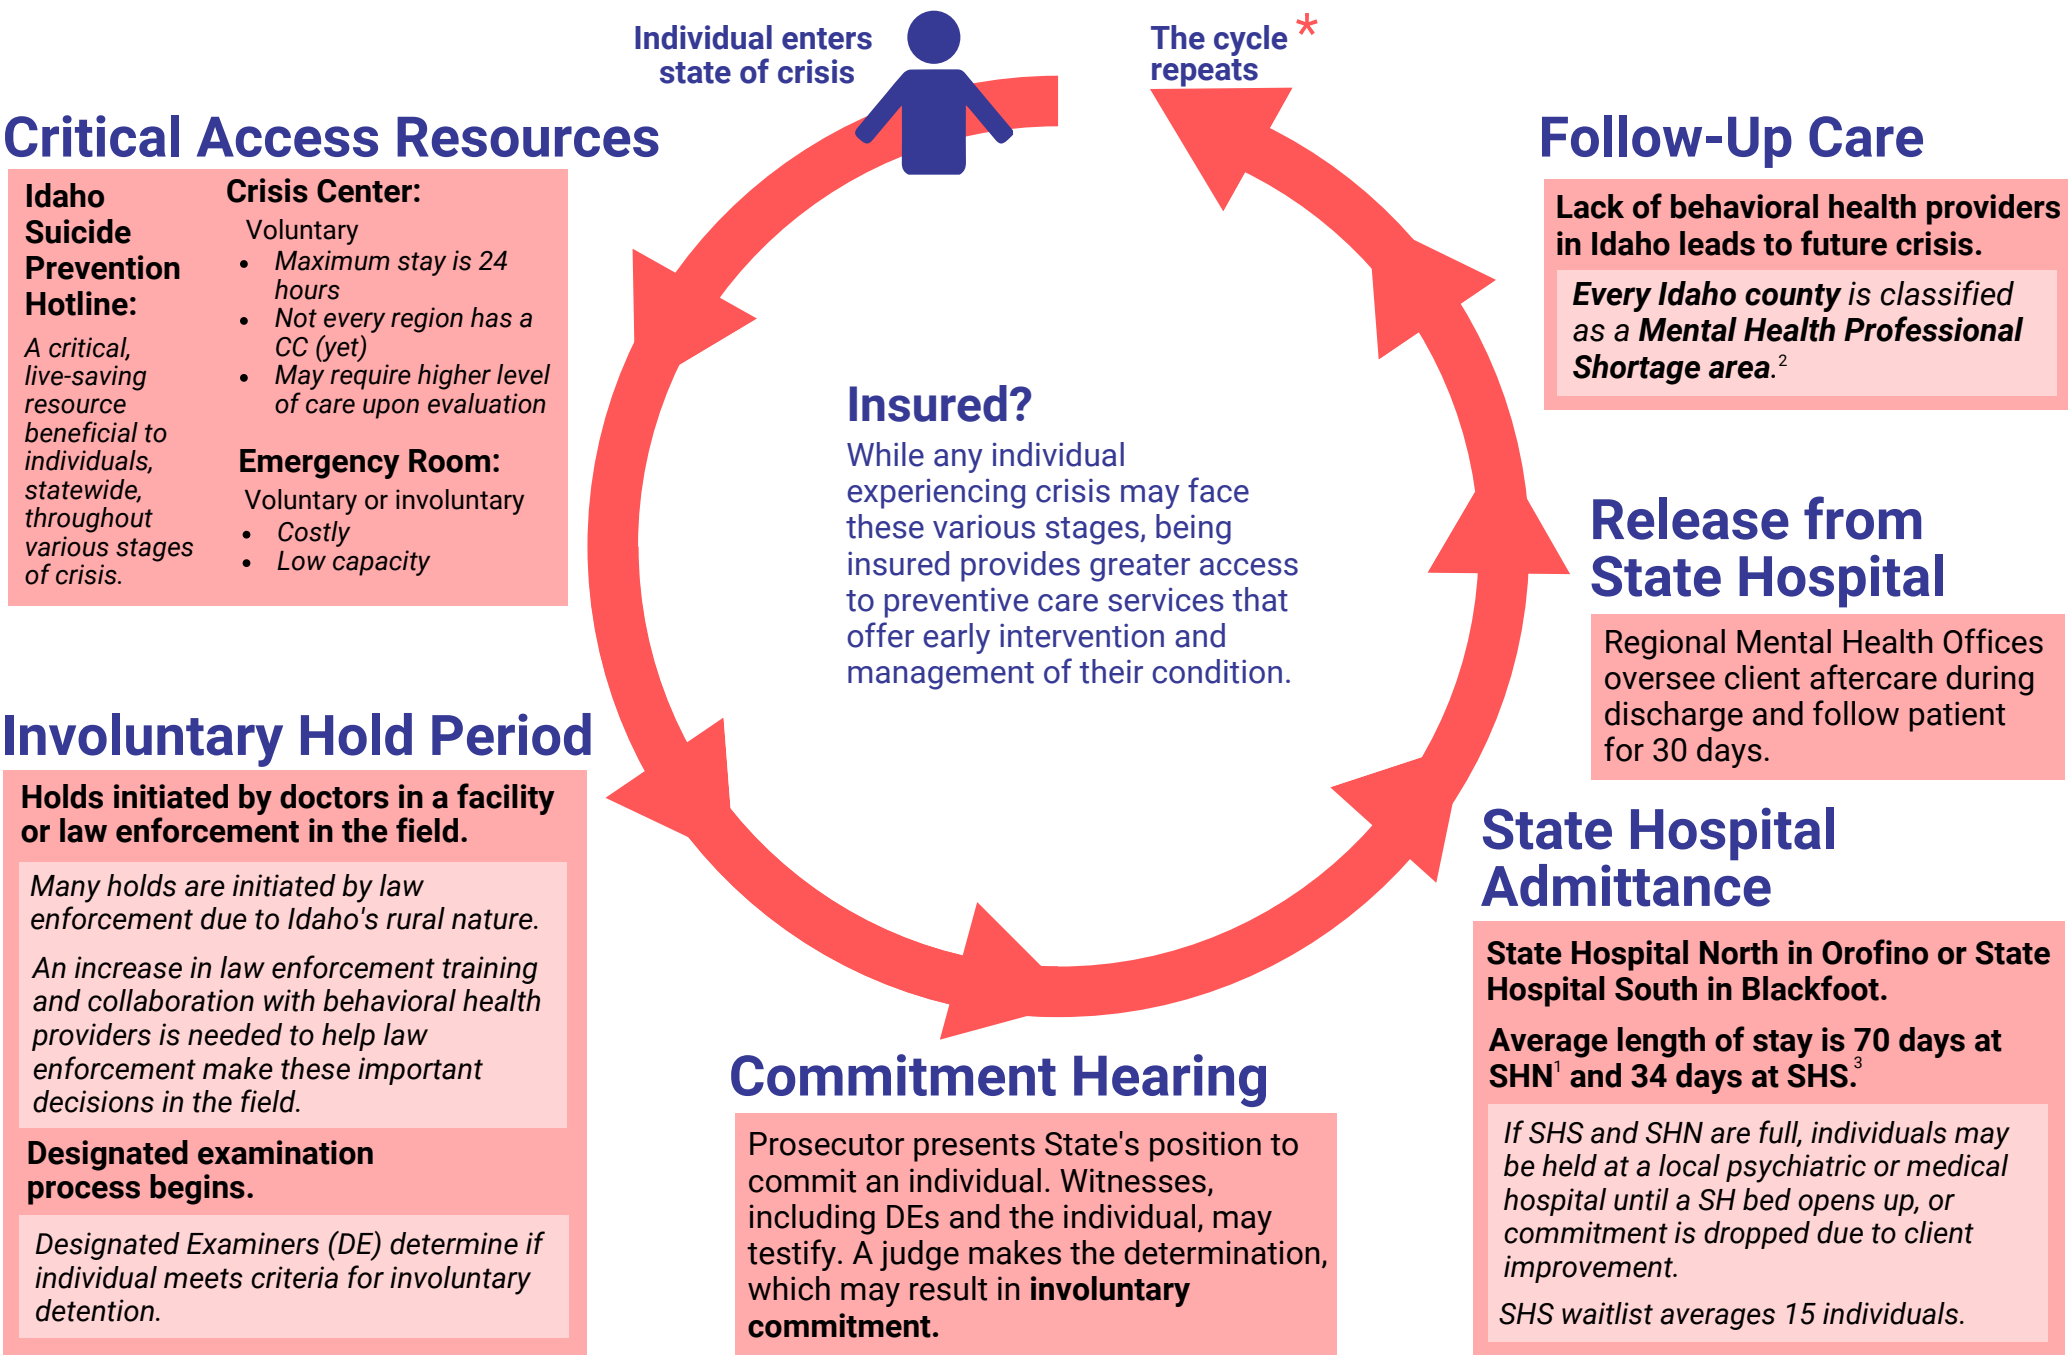 Individual enters
state of crisis
The cycle *
repeats
Critical Access Resources
Idaho
Suicide
Prevention
Hotline:
A critical,
live-saving
resource
beneficial to
individuals,
statewide,
throughout
various stages
of crisis.
Crisis Center:
Voluntary
• Maximum stay is 24
hours
• Not every region has a
CC (yet)
• May require higher level
of care upon evaluation
Emergency Room:
Voluntary or involuntary
• Costly
• Low capacity
Involuntary Hold Period
Holds initiated by doctors in a facility
or law enforcement in the field.
Many holds are initiated by law
enforcement due to Idaho's rural nature.
An increase in law enforcement training
and collaboration with behavioral health
providers is needed to help law
enforcement make these important
decisions in the field.
Designated examination
process begins.
Designated Examiners (DE) determine if
individual meets criteria for involuntary
detention.
Insured?
While any individual
experiencing crisis may face
these various stages, being
insured provides greater access
to preventive care services that
offer early intervention and
management of their condition.
Commitment Hearing
Prosecutor presents State's position to
commit an individual. Witnesses,
including DEs and the individual, may
testify. A judge makes the determination,
which may result in involuntary
commitment.
State Hospital
Admittance
State Hospital North in Orofino or State
Hospital South in Blackfoot.
Average length of stay is 70 days at
SHN¹ and 34 days at SHS.³
If SHS and SHN are full, individuals may
be held at a local psychiatric or medical
hospital until a SH bed opens up, or
commitment is dropped due to client
improvement.
SHS waitlist averages 15 individuals.
Release from
State Hospital
Regional Mental Health Offices
oversee client aftercare during
discharge and follow patient
for 30 days.
Follow-Up Care
Lack of behavioral health providers
in Idaho leads to future crisis.
Every Idaho county is classified
as a Mental Health Professional
Shortage area.²